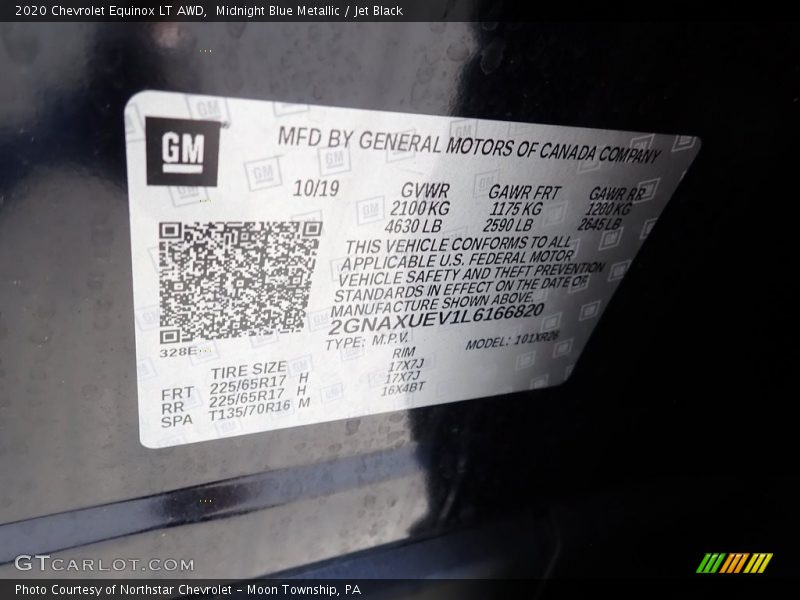 2020 Chevrolet Equinox LT AWD, Midnight Blue Metallic / Jet Black
GM
MFD BY GENERAL MOTORS OF CANADA COMPANY
10/19 GVWR GAWR FRT GAWR RR
2100 KG 1175 KG 1200 KG
4630 LB 2590 LB 2645 LB
THIS VEHICLE CONFORMS TO ALL
APPLICABLE U.S. FEDERAL MOTOR
VEHICLE SAFETY AND THEFT PREVENTION
STANDARDS IN EFFECT ON THE DATE OF
MANUFACTURE SHOWN ABOVE.
2GNAXUEV1L6166820
TYPE: M.P.V. MODEL: 101XR26
328E
TIRE SIZE RIM
FRT 225/65R17 H 17X7J
RR 225/65R17 H 17X7J
SPA T135/70R16 M 16X4BT
GTCARLOT.COM
Photo Courtesy of Northstar Chevrolet - Moon Township, PA